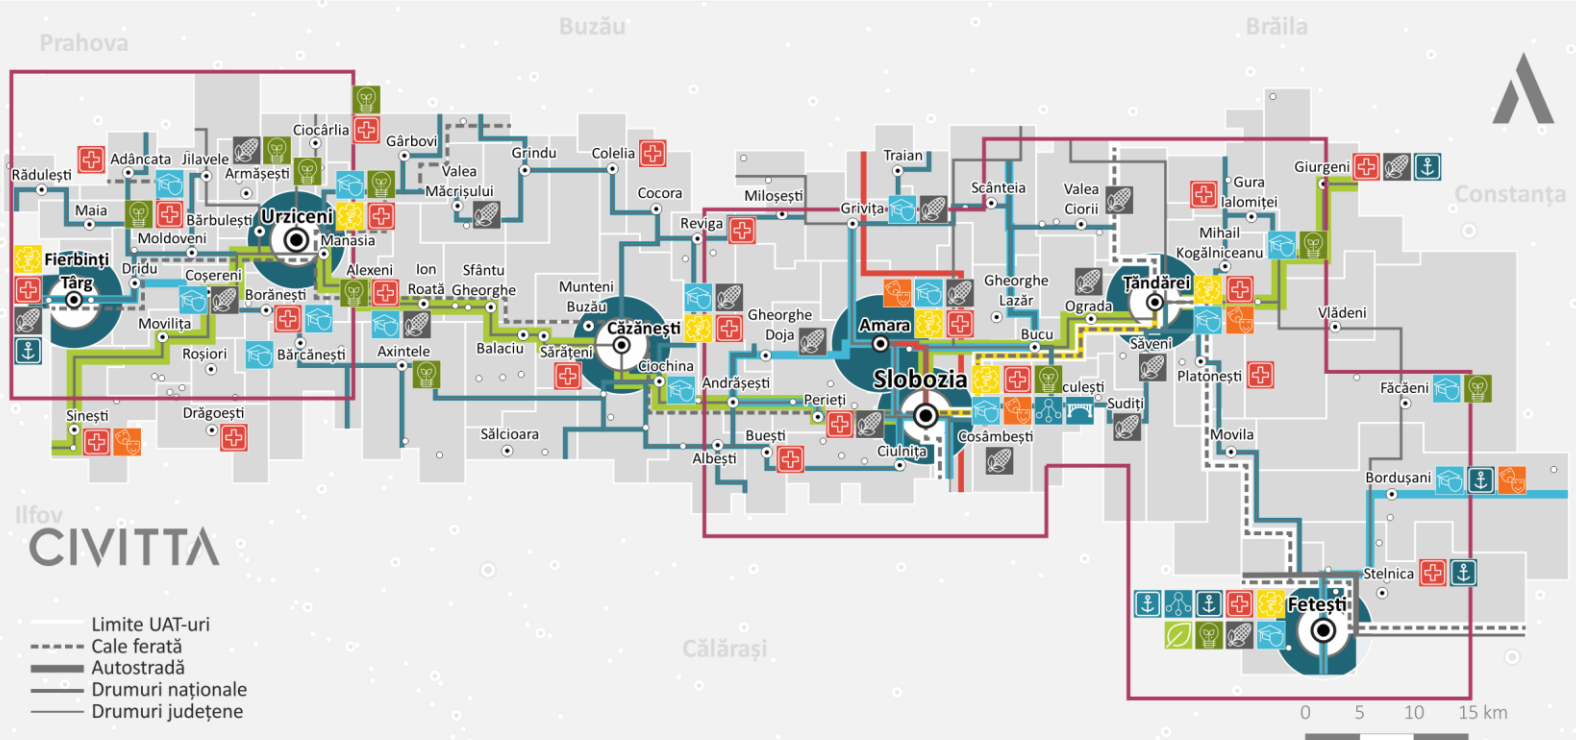 Prahova
Buzău
Brăila
Constanța
Ilfov
Călărași
Ciocârlia
Gârbovi
Grindu
Colelia
Traian
Giurgeni
Rădulești
Adâncata
Jilavele
Armășești
Valea
Măcrișului
Cocora
Miloșești
Grivița
Scânteia
Valea
Ciorii
Gura
Ialomiței
Maia
Bărbulești
Urziceni
Manasia
Moldoveni
Reviga
Mihail
Kogălniceanu
Fierbinți
Târg
Dridu
Coșereni
Borănești
Alexeni
Ion
Roată
Sfântu
Gheorghe
Munteni
Buzău
Gheorghe
Lazăr
Țăndărei
Movilița
Roșiori
Bărcănești
Axintele
Balaciu
Sărățeni
Căzănești
Ciochina
Gheorghe
Doja
Amara
Ograda
Bucu
Săveni
Vlădeni
Andrășești
Slobozia
culești
Platonești
Făcăeni
Sinești
Drăgoești
Sălcioara
Perieți
Buești
Albești
Ciulnița
Cosâmbești
Sudiți
Movila
Bordușani
Stelnica
Fetești
CIVITTA
Limite UAT-uri
Cale ferată
Autostradă
Drumuri naționale
Drumuri județene
0 5 10 15 km